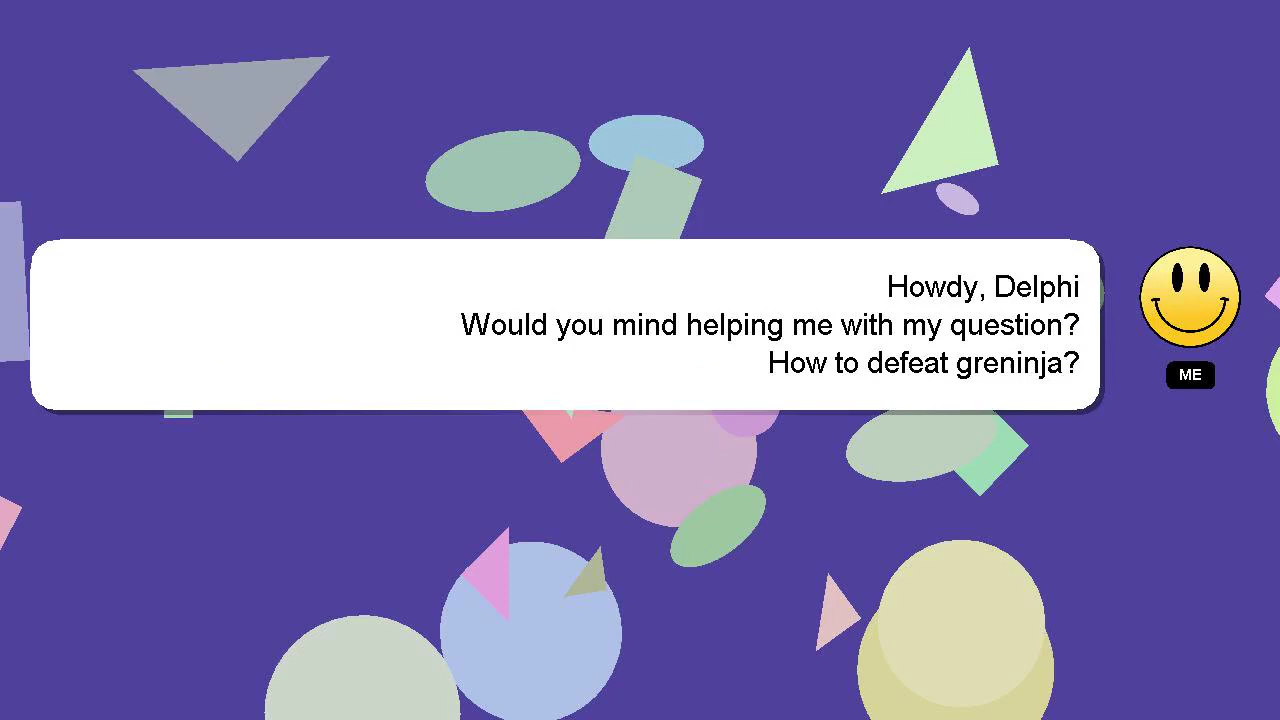 Howdy, Delphi
Would you mind helping me with my question?
How to defeat greninja?
ME